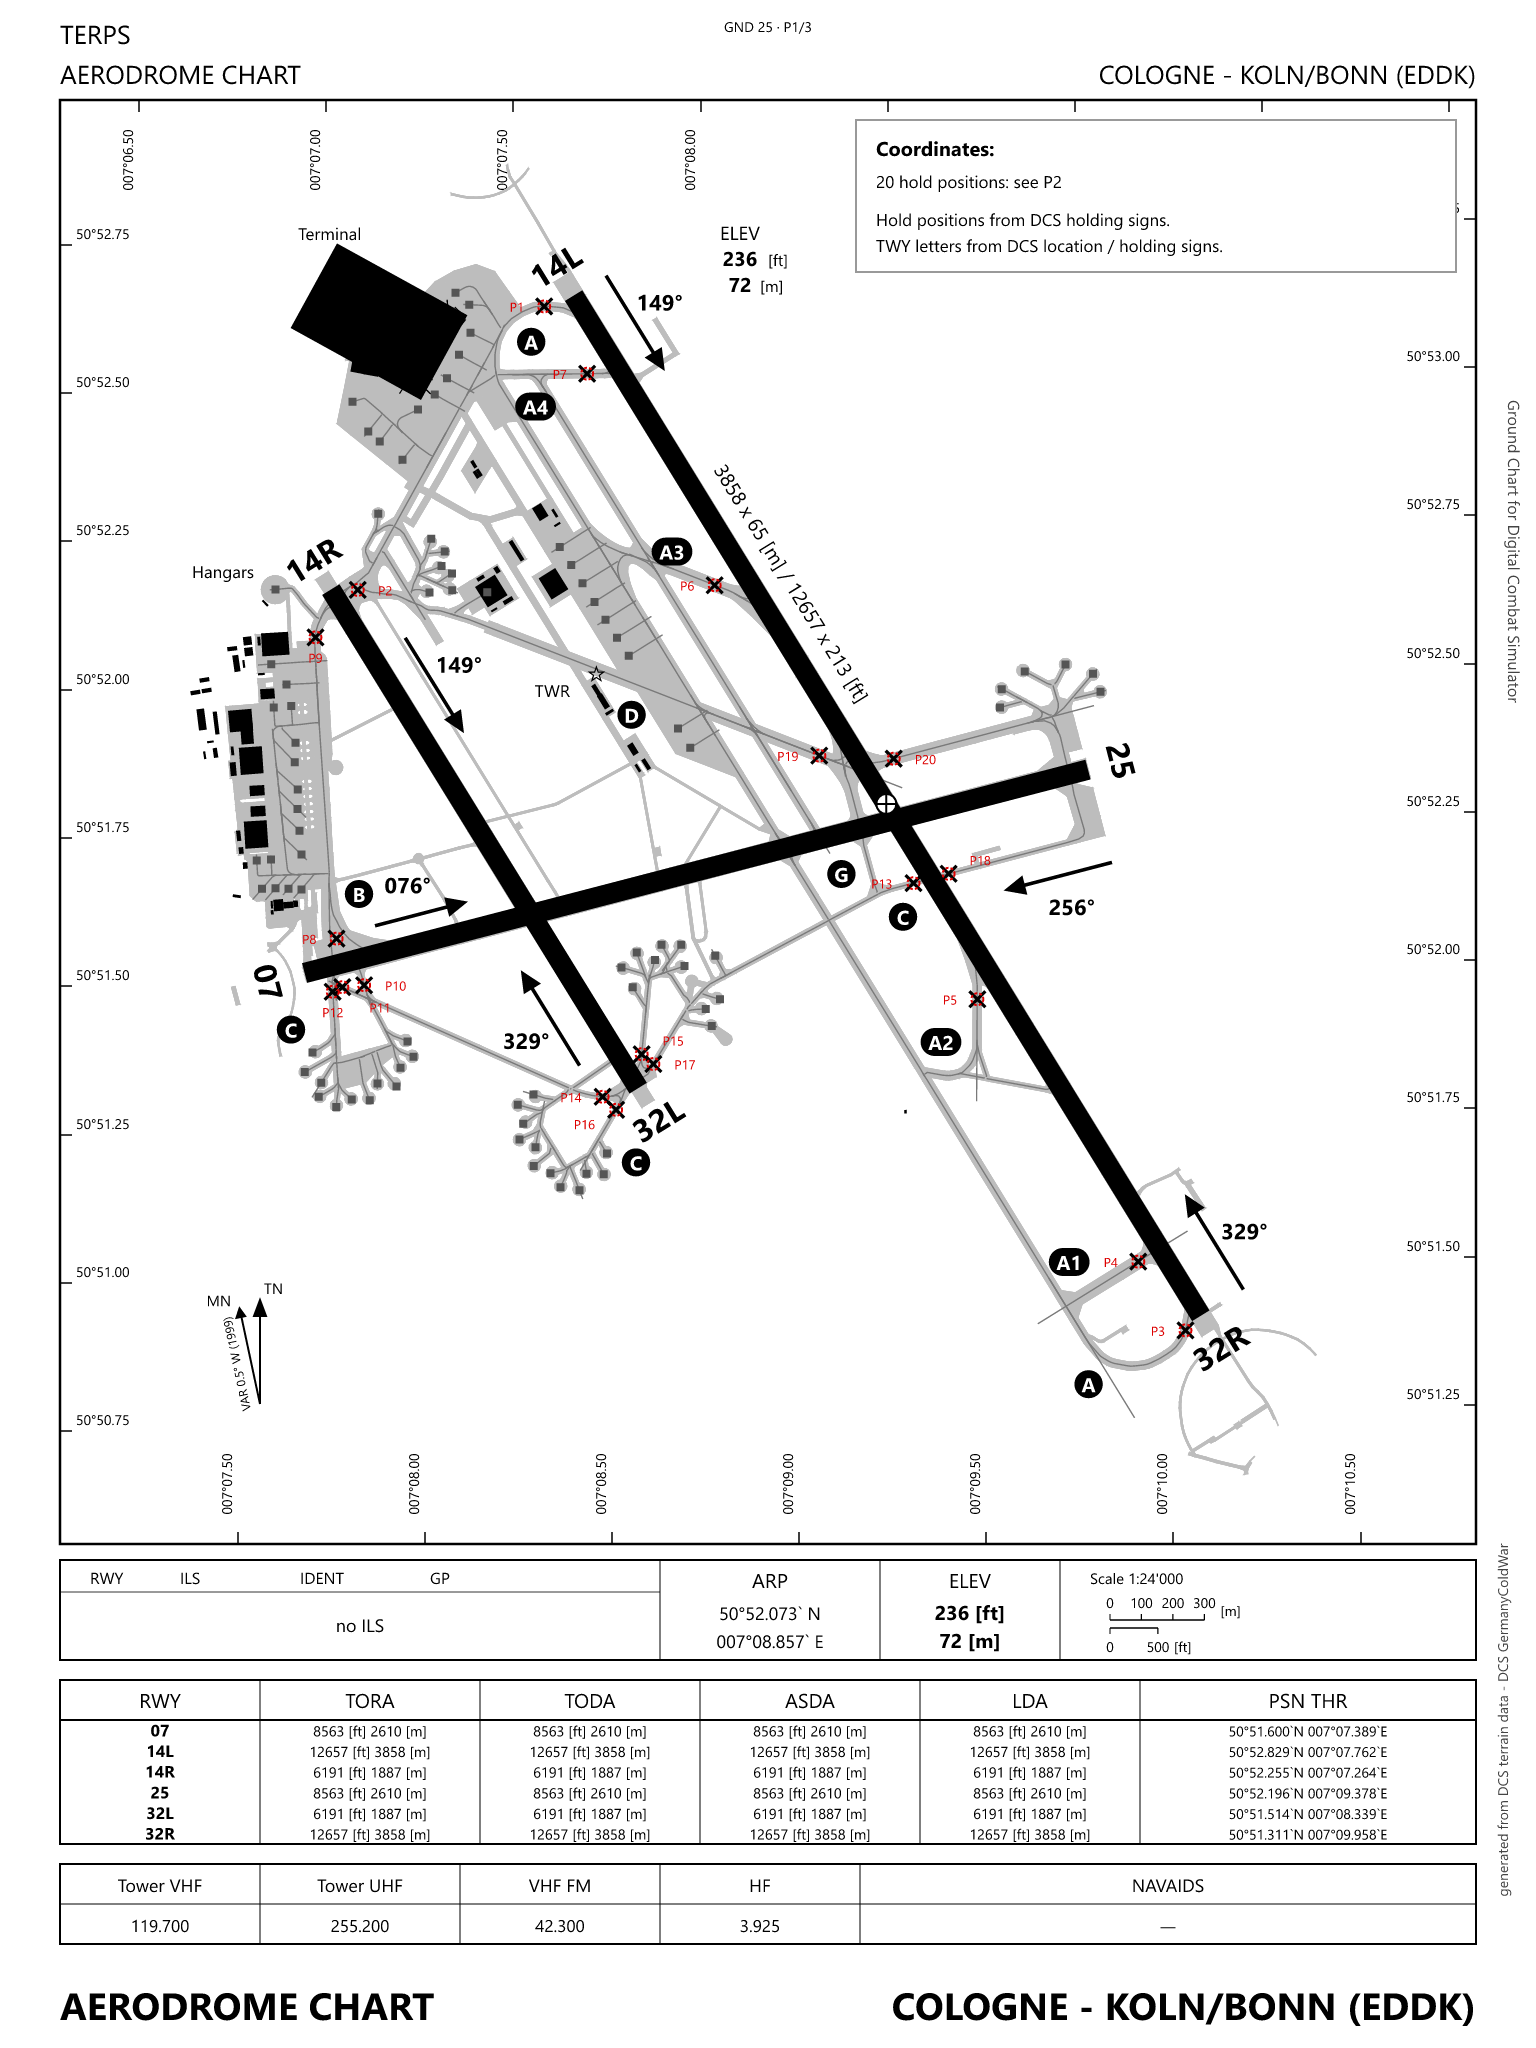 GND 25 · P1/3
TERPS
AERODROME CHART
COLOGNE - KOLN/BONN (EDDK)
007°06.50
007°07.00
007°07.50
007°08.00
Coordinates:
20 hold positions: see P2
Hold positions from DCS holding signs.
TWY letters from DCS location / holding signs.
50°52.75
50°52.50
50°52.25
50°52.00
50°51.75
50°51.50
50°51.25
50°51.00
50°50.75
50°53.00
50°52.75
50°52.50
50°52.25
50°52.00
50°51.75
50°51.50
50°51.25
Terminal
ELEV
236 [ft]
72 [m]
14L
149°
P1
A
P7
A4
3858 x 65 [m] / 12657 x 213 [ft]
A3
P6
14R
Hangars
P2
P9
149°
TWR
D
P19
P20
25
G
P13
P18
C
256°
B
076°
P8
07
P10
P11
P12
C
329°
P15
P17
P14
P16
32L
C
P5
A2
A1
P4
329°
P3
32R
A
MN
TN
VAR 0.5° W (1999)
007°07.50
007°08.00
007°08.50
007°09.00
007°09.50
007°10.00
007°10.50
Ground Chart for Digital Combat Simulator
generated from DCS terrain data - DCS GermanyColdWar
RWY ILS IDENT GP
no ILS
ARP
50°52.073` N
007°08.857` E
ELEV
236 [ft]
72 [m]
Scale 1:24'000
0 100 200 300 [m]
0 500 [ft]
RWY TORA TODA ASDA LDA PSN THR
07 8563 [ft] 2610 [m] 8563 [ft] 2610 [m] 8563 [ft] 2610 [m] 8563 [ft] 2610 [m] 50°51.600`N 007°07.389`E
14L 12657 [ft] 3858 [m] 12657 [ft] 3858 [m] 12657 [ft] 3858 [m] 12657 [ft] 3858 [m] 50°52.829`N 007°07.762`E
14R 6191 [ft] 1887 [m] 6191 [ft] 1887 [m] 6191 [ft] 1887 [m] 6191 [ft] 1887 [m] 50°52.255`N 007°07.264`E
25 8563 [ft] 2610 [m] 8563 [ft] 2610 [m] 8563 [ft] 2610 [m] 8563 [ft] 2610 [m] 50°52.196`N 007°09.378`E
32L 6191 [ft] 1887 [m] 6191 [ft] 1887 [m] 6191 [ft] 1887 [m] 6191 [ft] 1887 [m] 50°51.514`N 007°08.339`E
32R 12657 [ft] 3858 [m] 12657 [ft] 3858 [m] 12657 [ft] 3858 [m] 12657 [ft] 3858 [m] 50°51.311`N 007°09.958`E
Tower VHF Tower UHF VHF FM HF NAVAIDS
119.700 255.200 42.300 3.925 —
AERODROME CHART
COLOGNE - KOLN/BONN (EDDK)